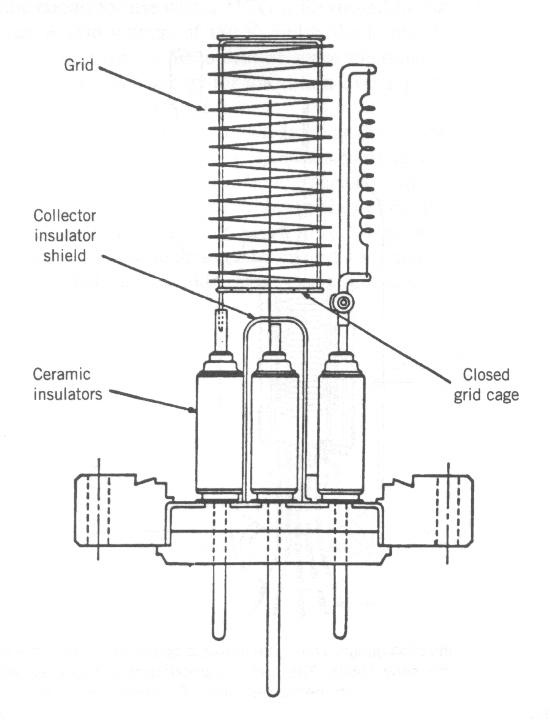 Grid
Collector
insulator
shield
Ceramic
insulators
Closed
grid cage